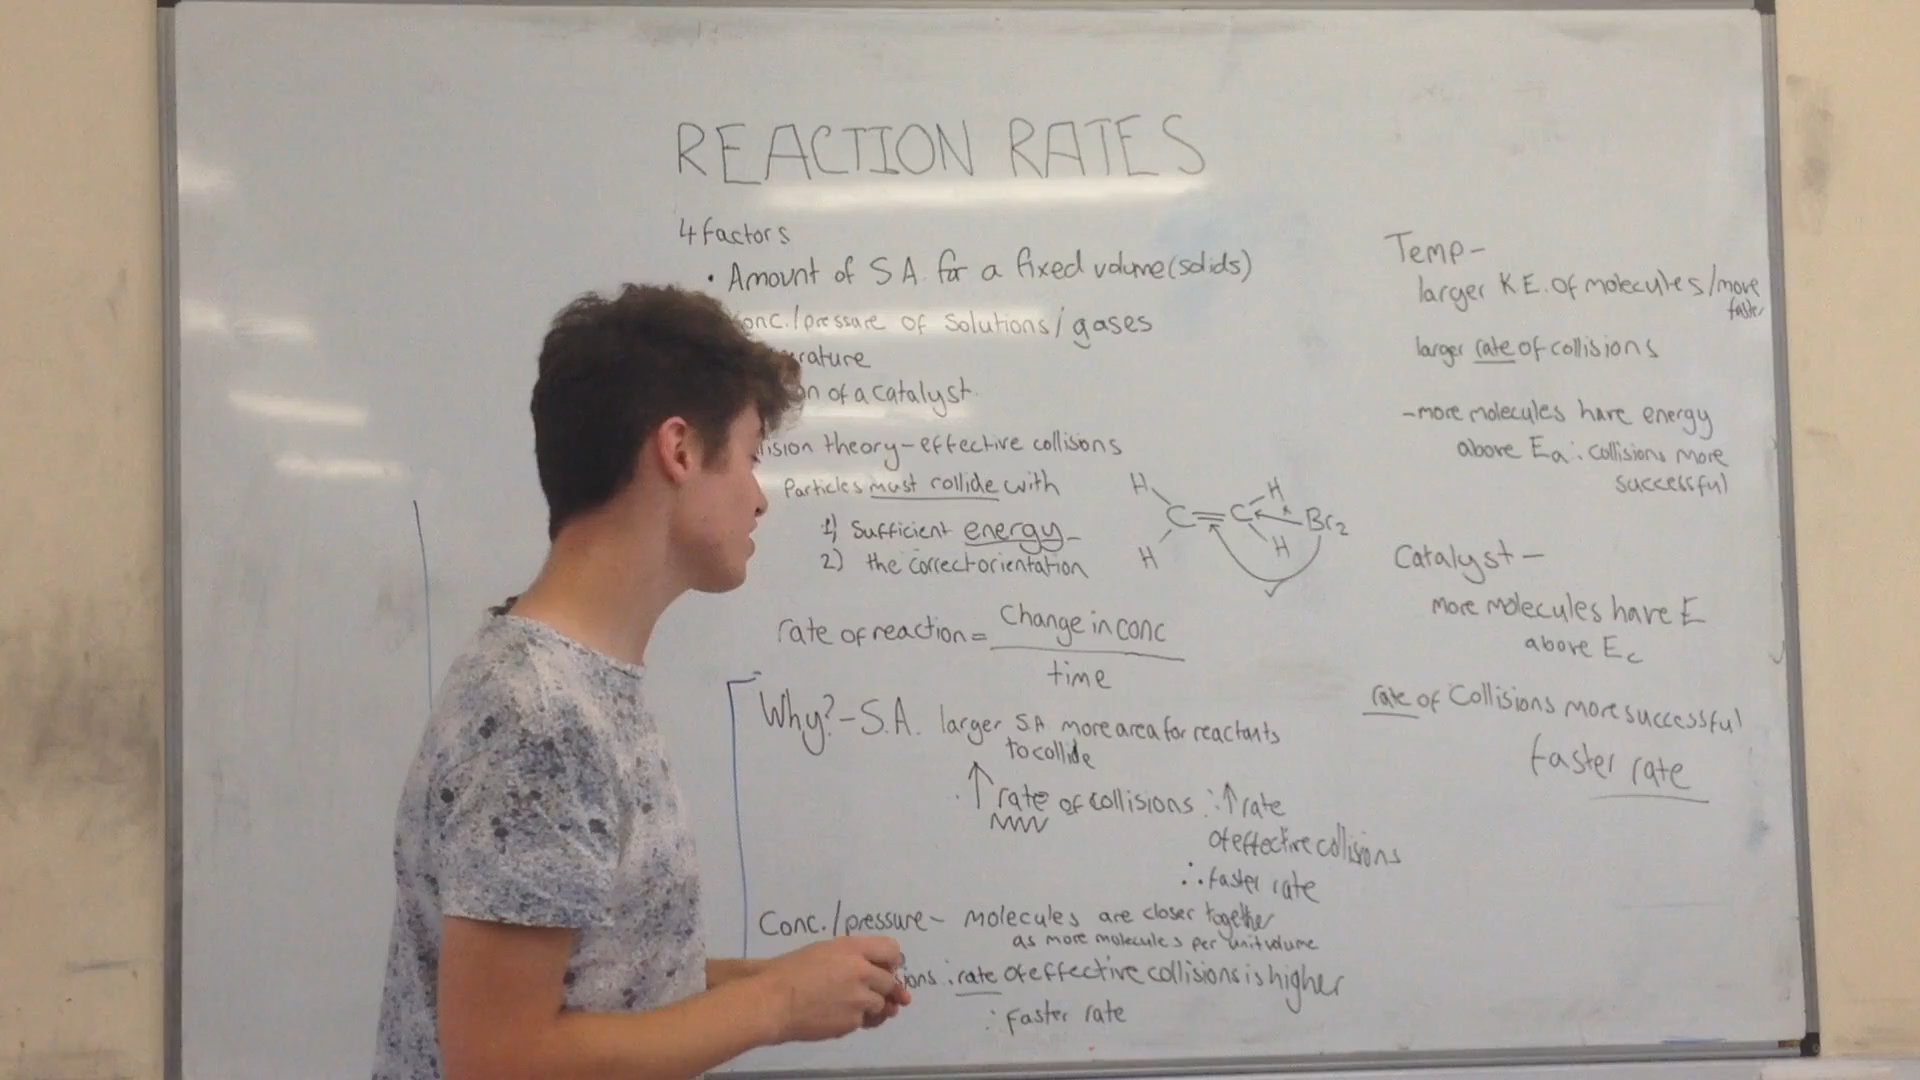 REACTION RATES
4 factors
• Amount of S.A. for a fixed volume (solids)
onc./pressure of solutions/gases
rature
on of a catalyst.
ision theory - effective collisions
Particles must collide with
1) Sufficient energy -
2) the correct orientation
H H
C = C Br2
H H
rate of reaction = Change in conc
time
Why? - S.A. larger S.A more area for reactants
to collide
↑ rate of collisions ∴ ↑ rate
of effective collisions
∴ faster rate
Conc./pressure - molecules are closer together
as more molecules per unit volume
sions ∴ rate of effective collisions is higher
∴ Faster rate
Temp -
larger K.E. of molecules/move
faster
larger rate of collisions
- more molecules have energy
above Ea ∴ collisions more
successful
Catalyst -
more molecules have E
above Ec
rate of Collisions more successful
faster rate